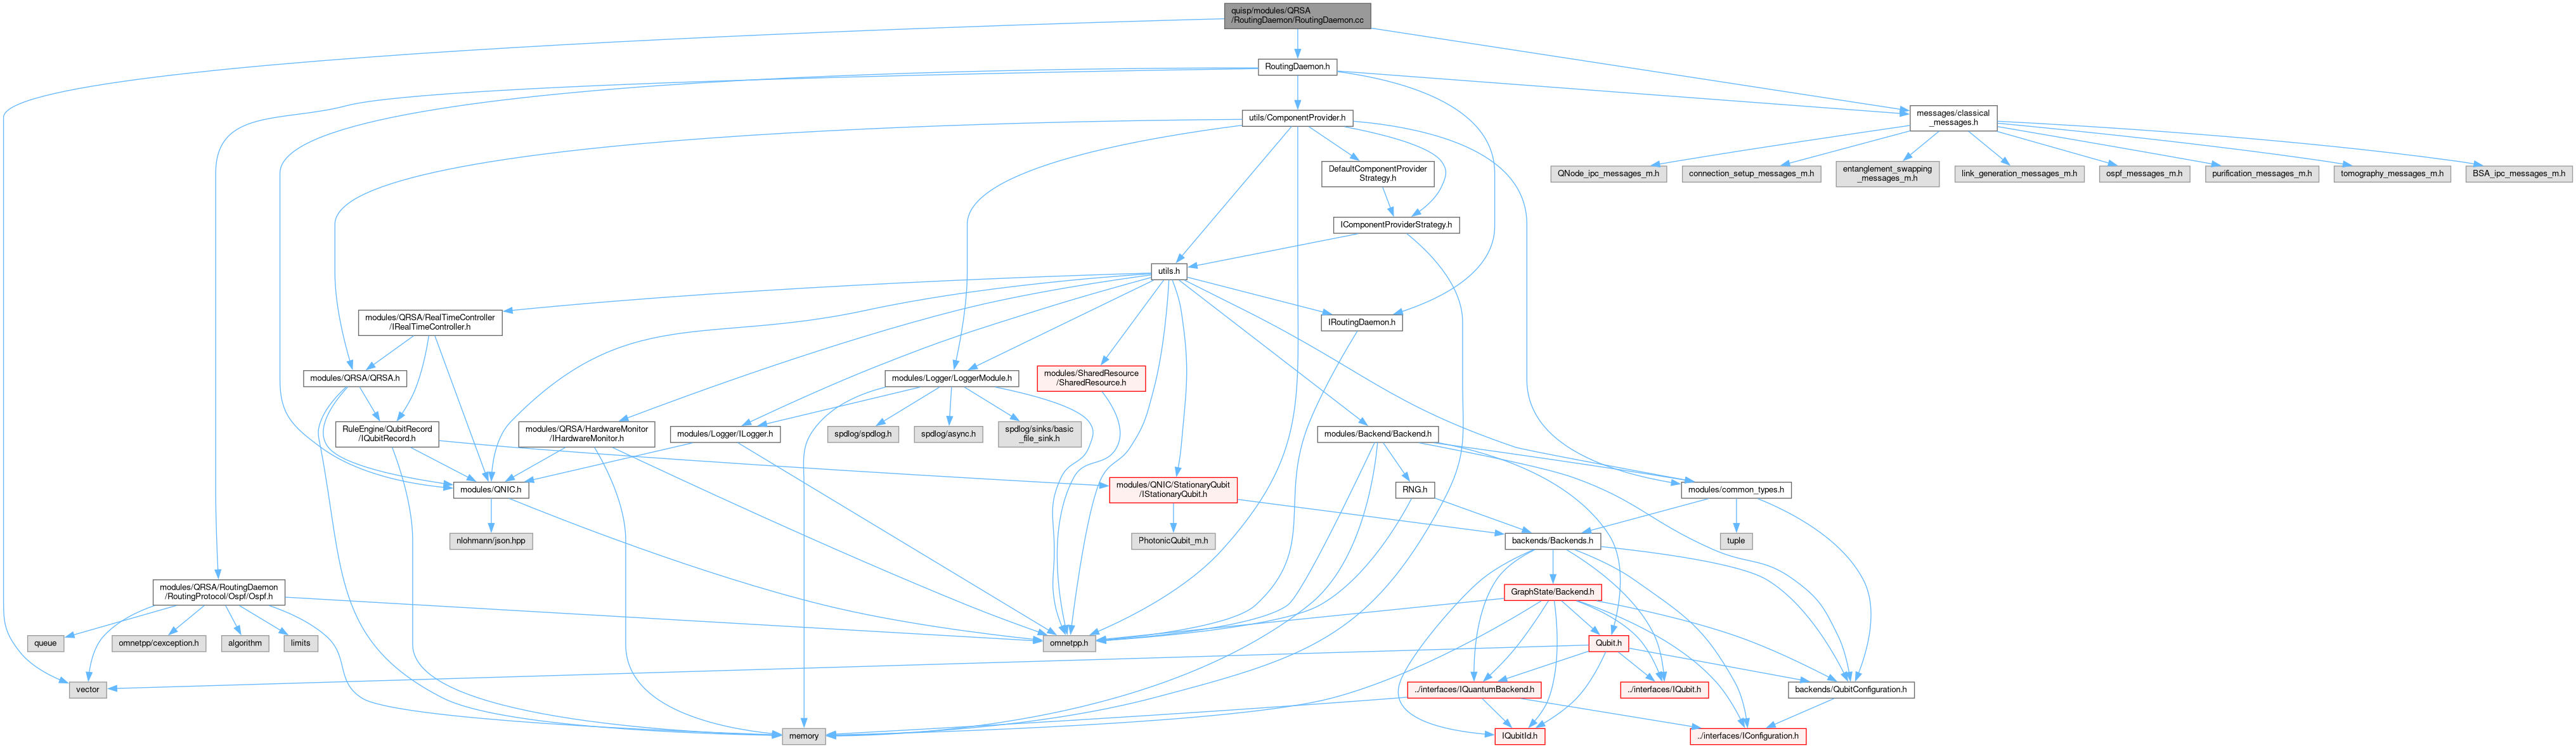 quisp/modules/QRSA
/RoutingDaemon/RoutingDaemon.cc
RoutingDaemon.h
utils/ComponentProvider.h
messages/classical
_messages.h
DefaultComponentProvider
Strategy.h
QNode_ipc_messages_m.h
connection_setup_messages_m.h
entanglement_swapping
_messages_m.h
link_generation_messages_m.h
ospf_messages_m.h
purification_messages_m.h
tomography_messages_m.h
BSA_ipc_messages_m.h
IComponentProviderStrategy.h
utils.h
modules/QRSA/RealTimeController
/IRealTimeController.h
IRoutingDaemon.h
modules/QRSA/QRSA.h
modules/Logger/LoggerModule.h
modules/SharedResource
/SharedResource.h
RuleEngine/QubitRecord
/IQubitRecord.h
modules/QRSA/HardwareMonitor
/IHardwareMonitor.h
modules/Logger/ILogger.h
spdlog/spdlog.h
spdlog/async.h
spdlog/sinks/basic
_file_sink.h
modules/Backend/Backend.h
modules/QNIC.h
modules/QNIC/StationaryQubit
/IStationaryQubit.h
RNG.h
modules/common_types.h
nlohmann/json.hpp
PhotonicQubit_m.h
backends/Backends.h
tuple
modules/QRSA/RoutingDaemon
/RoutingProtocol/Ospf/Ospf.h
GraphState/Backend.h
queue
omnetpp/cexception.h
algorithm
limits
omnetpp.h
Qubit.h
vector
../interfaces/IQuantumBackend.h
../interfaces/IQubit.h
backends/QubitConfiguration.h
memory
IQubitId.h
../interfaces/IConfiguration.h